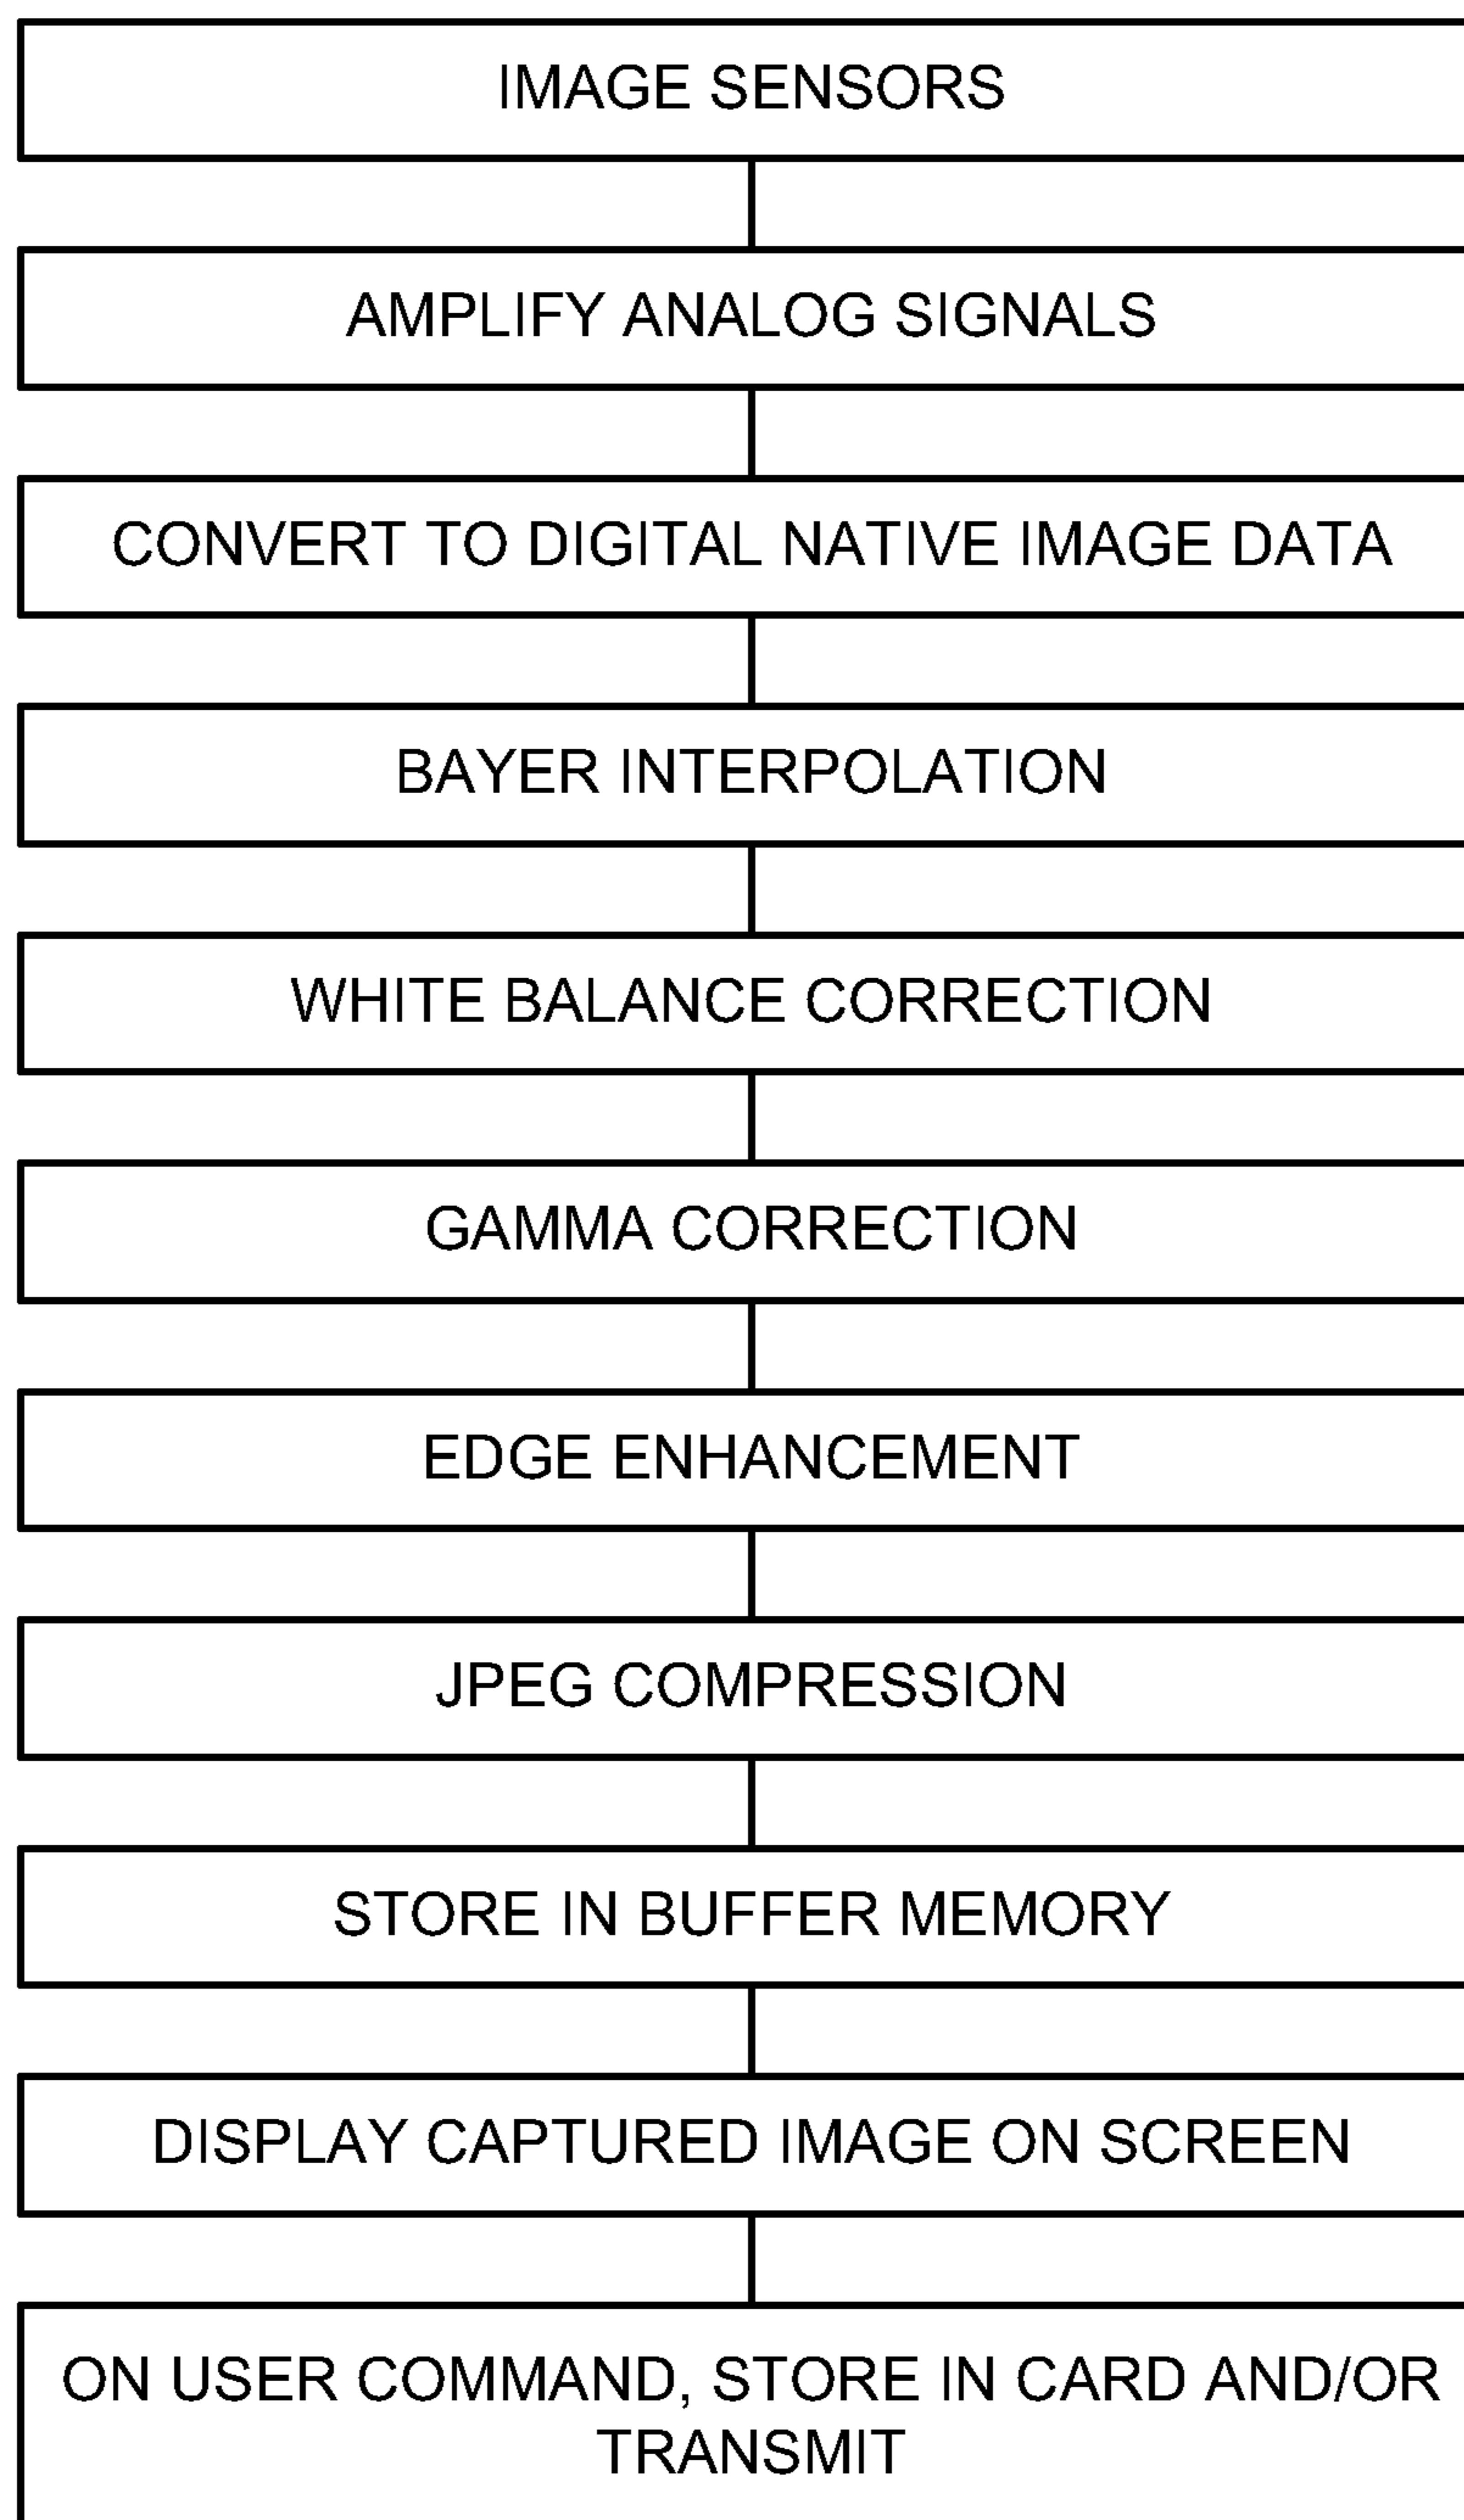 IMAGE SENSORS
AMPLIFY ANALOG SIGNALS
CONVERT TO DIGITAL NATIVE IMAGE DATA
BAYER INTERPOLATION
WHITE BALANCE CORRECTION
GAMMA CORRECTION
EDGE ENHANCEMENT
JPEG COMPRESSION
STORE IN BUFFER MEMORY
DISPLAY CAPTURED IMAGE ON SCREEN
ON USER COMMAND, STORE IN CARD AND/OR
TRANSMIT